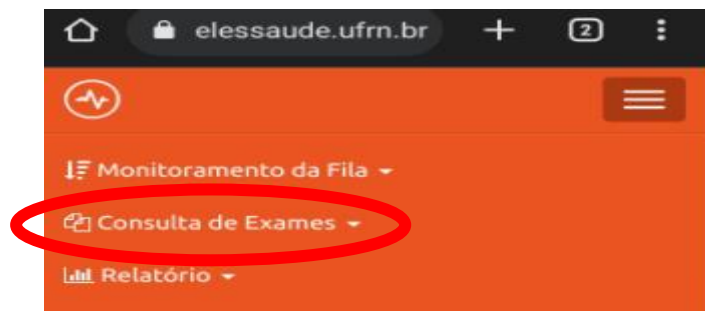 elessaude.ufrn.br
2
Monitoramento da Fila
Consulta de Exames
Relatório